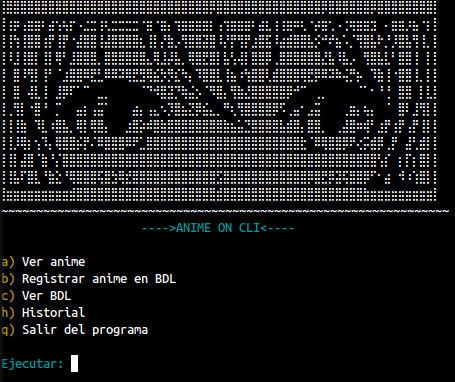 ---->ANIME ON CLI<----
a) Ver anime
b) Registrar anime en BDL
c) Ver BDL
h) Historial
q) Salir del programa
Ejecutar: